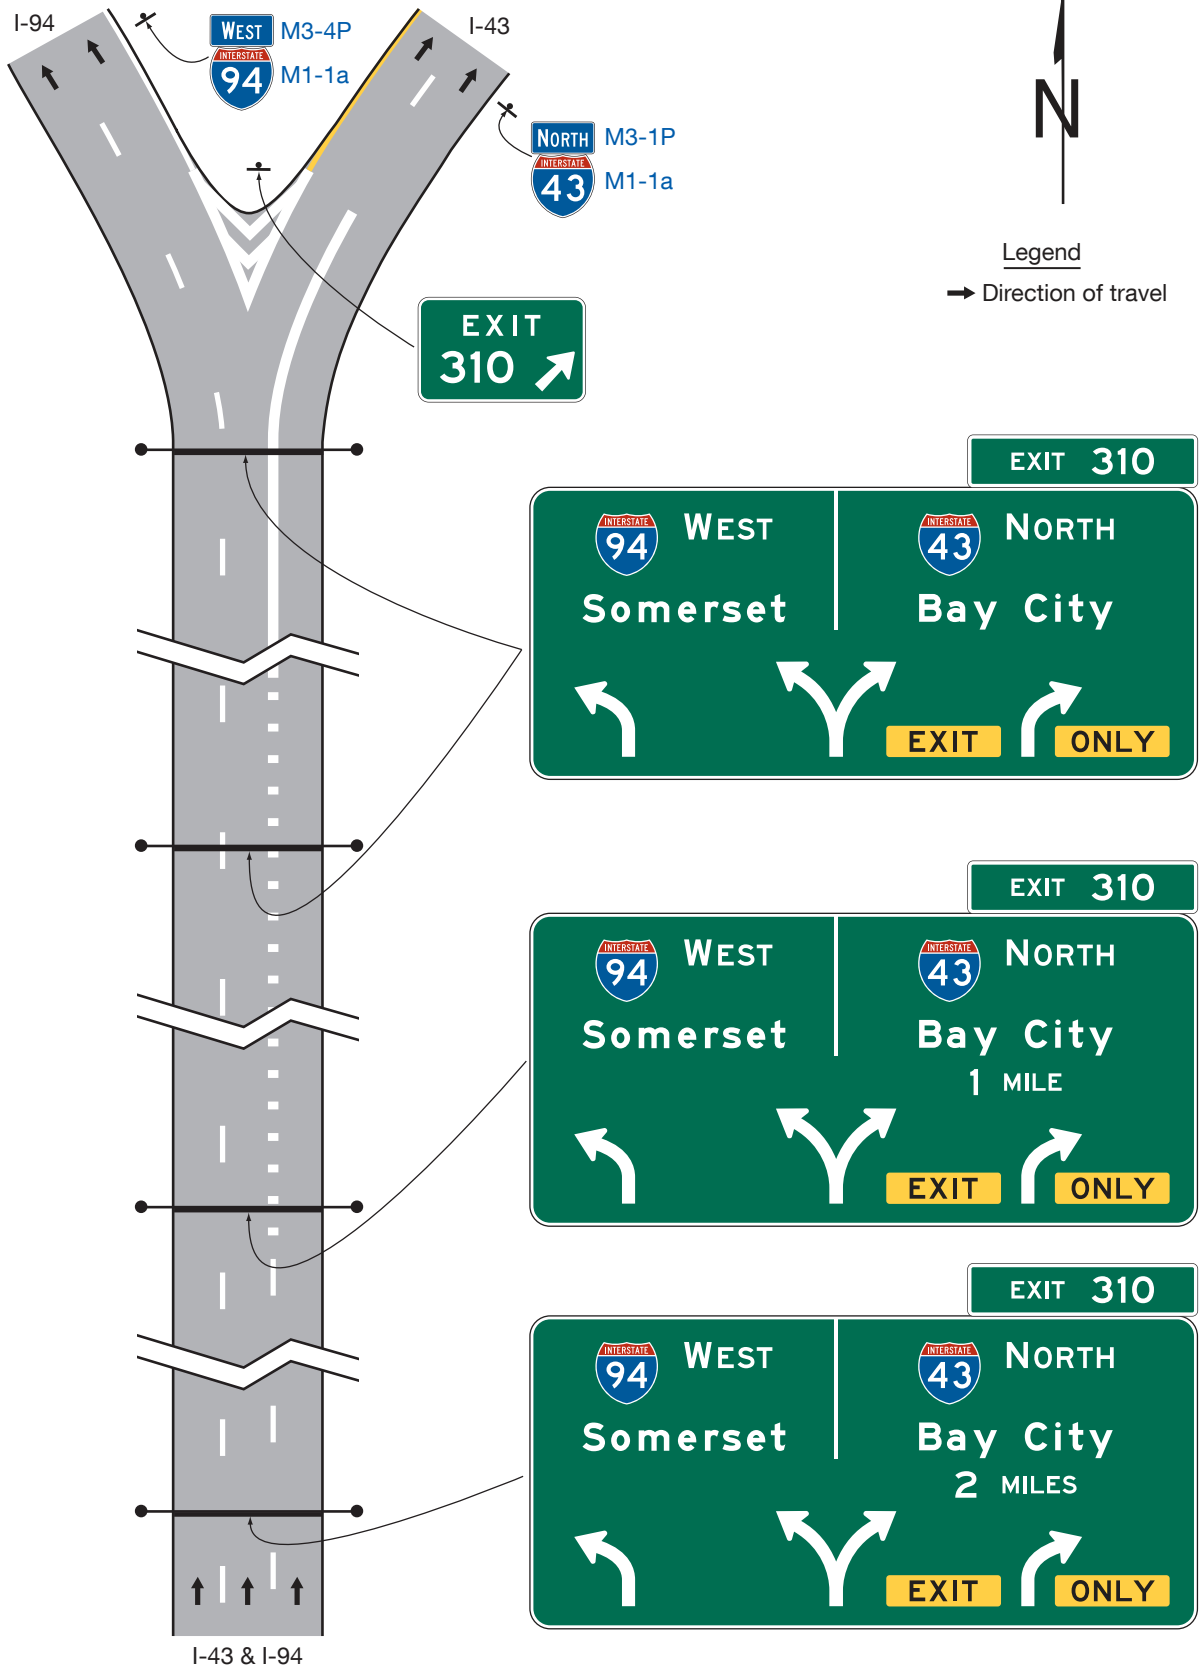 I-94
WEST M3-4P
INTERSTATE
94 M1-1a
I-43
NORTH M3-1P
INTERSTATE
43 M1-1a
N
Legend
Direction of travel
EXIT
310
EXIT 310
INTERSTATE
94 WEST
Somerset
INTERSTATE
43 NORTH
Bay City
EXIT ONLY
EXIT 310
INTERSTATE
94 WEST
Somerset
INTERSTATE
43 NORTH
Bay City
1 MILE
EXIT ONLY
EXIT 310
INTERSTATE
94 WEST
Somerset
INTERSTATE
43 NORTH
Bay City
2 MILES
EXIT ONLY
I-43 & I-94